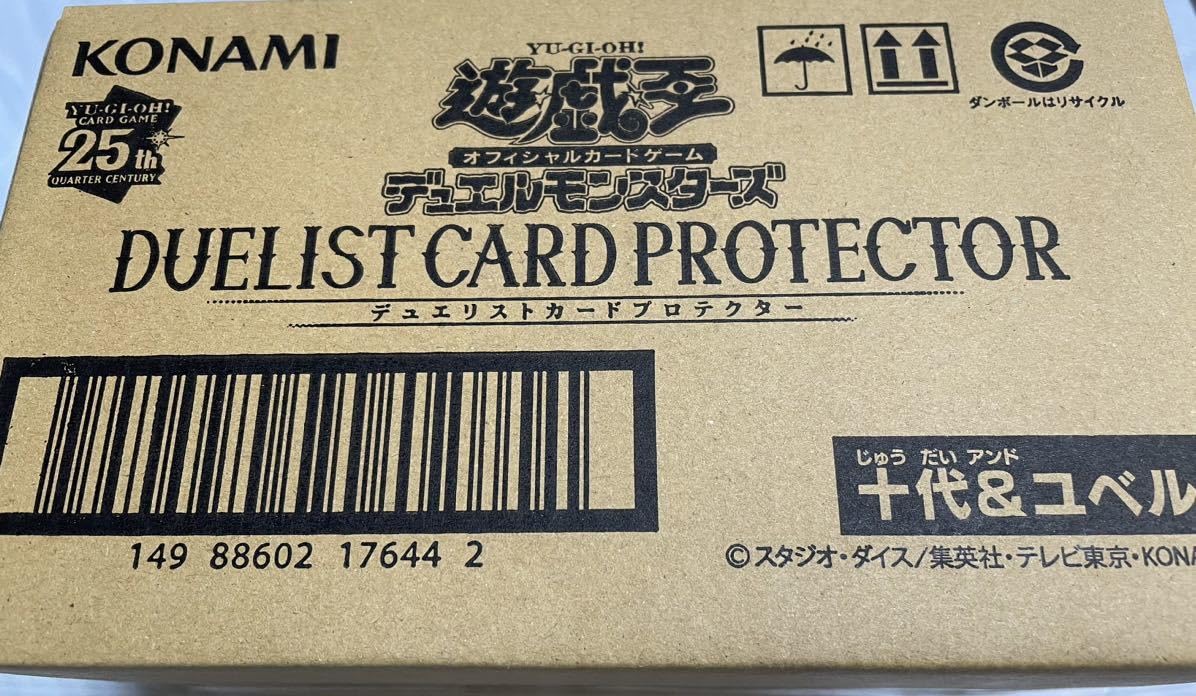 KONAMI
YU-GI-OH!
CARD GAME
25th
QUARTER CENTURY
YU-GI-OH!
遊戯王
オフィシャルカードゲーム
デュエルモンスターズ
ダンボールはリサイクル
DUELIST CARD PROTECTOR
デュエリストカードプロテクター
149 88602 17644 2
じゅう だい アンド
十代&ユベル
©スタジオ・ダイス/集英社・テレビ東京・KONA